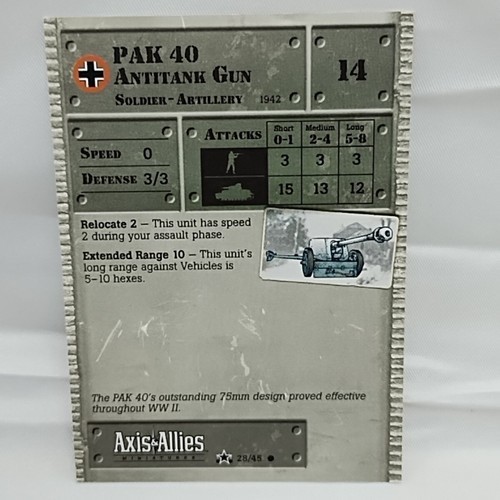 PAK 40
ANTITANK GUN
SOLDIER-ARTILLERY 1942
14
SPEED 0
DEFENSE 3/3
ATTACKS Short 0-1 Medium 2-4 Long 5-8
3 3 3
15 13 12
Relocate 2 – This unit has speed
2 during your assault phase.
Extended Range 10 – This unit's
long range against Vehicles is
5–10 hexes.
The PAK 40's outstanding 75mm design proved effective
throughout WW II.
Axis&Allies
MINIATURES
28/45